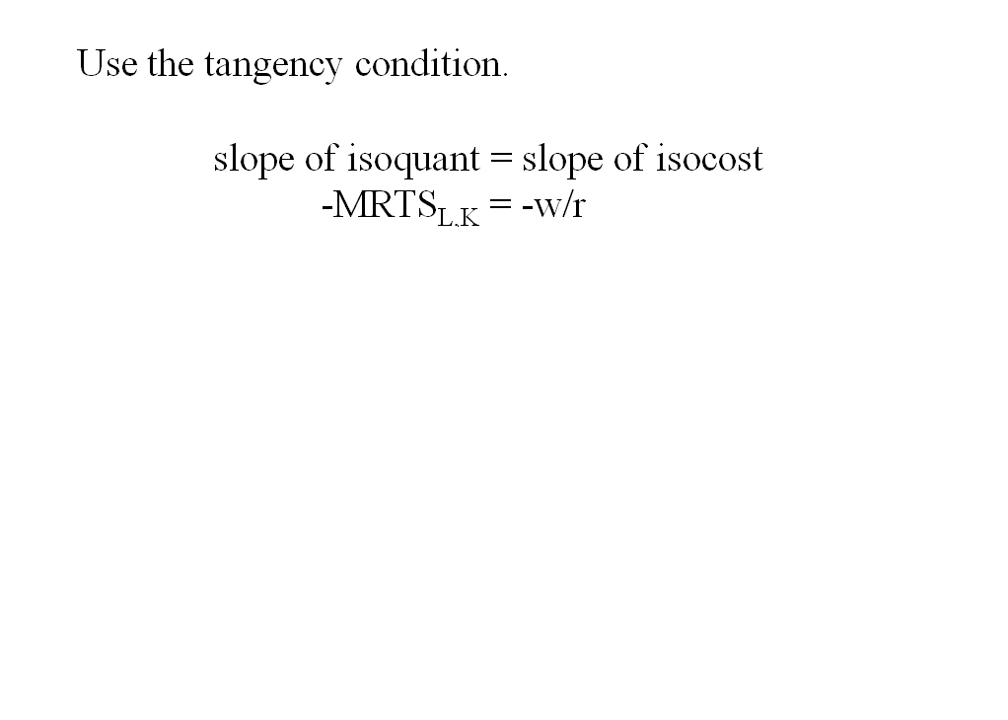 Use the tangency condition.
slope of isoquant = slope of isocost
-MRTSL,K = -w/r